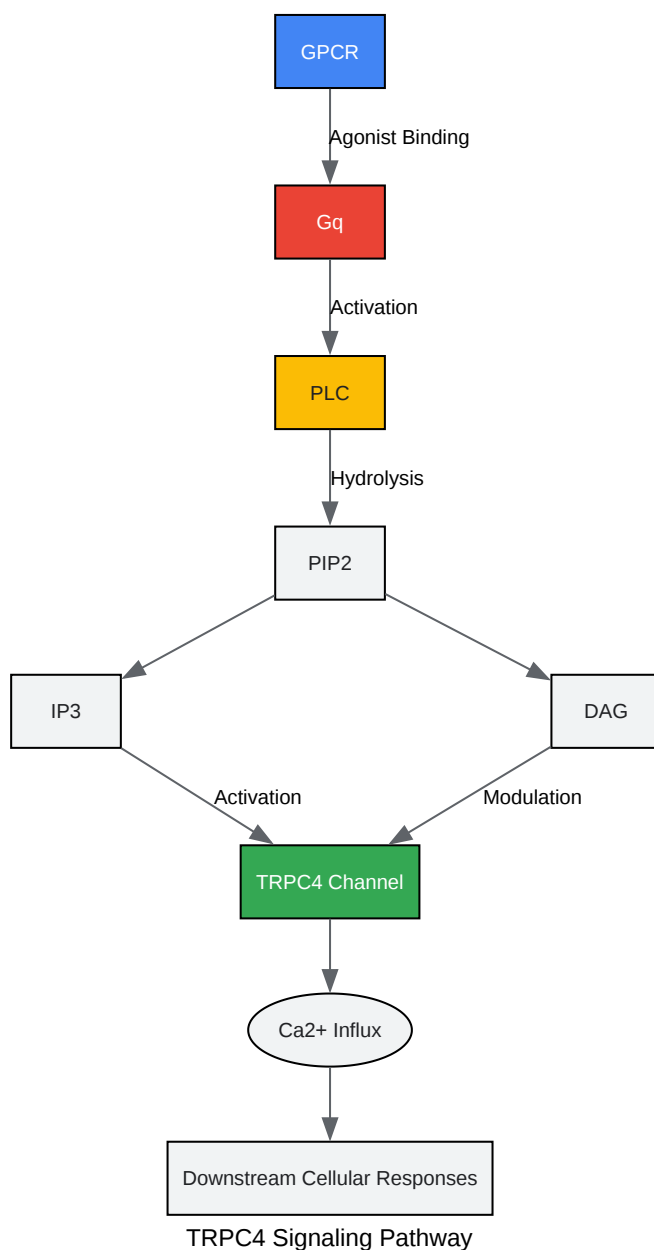 GPCR
Agonist Binding
Gq
Activation
PLC
Hydrolysis
PIP2
IP3
DAG
Activation
Modulation
TRPC4 Channel
Ca2+ Influx
Downstream Cellular Responses
TRPC4 Signaling Pathway